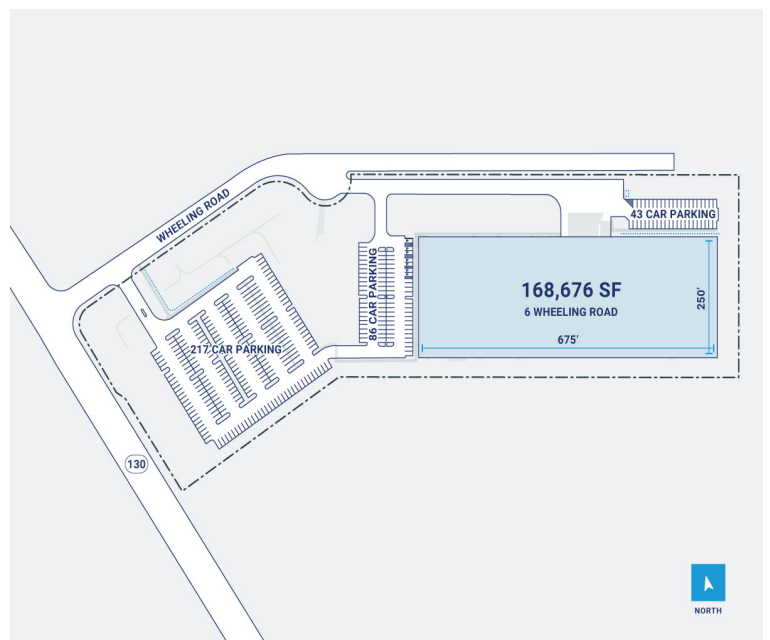 WHEELING ROAD
43 CAR PARKING
86 CAR PARKING
168,676 SF
6 WHEELING ROAD
250'
675'
217 CAR PARKING
130
NORTH